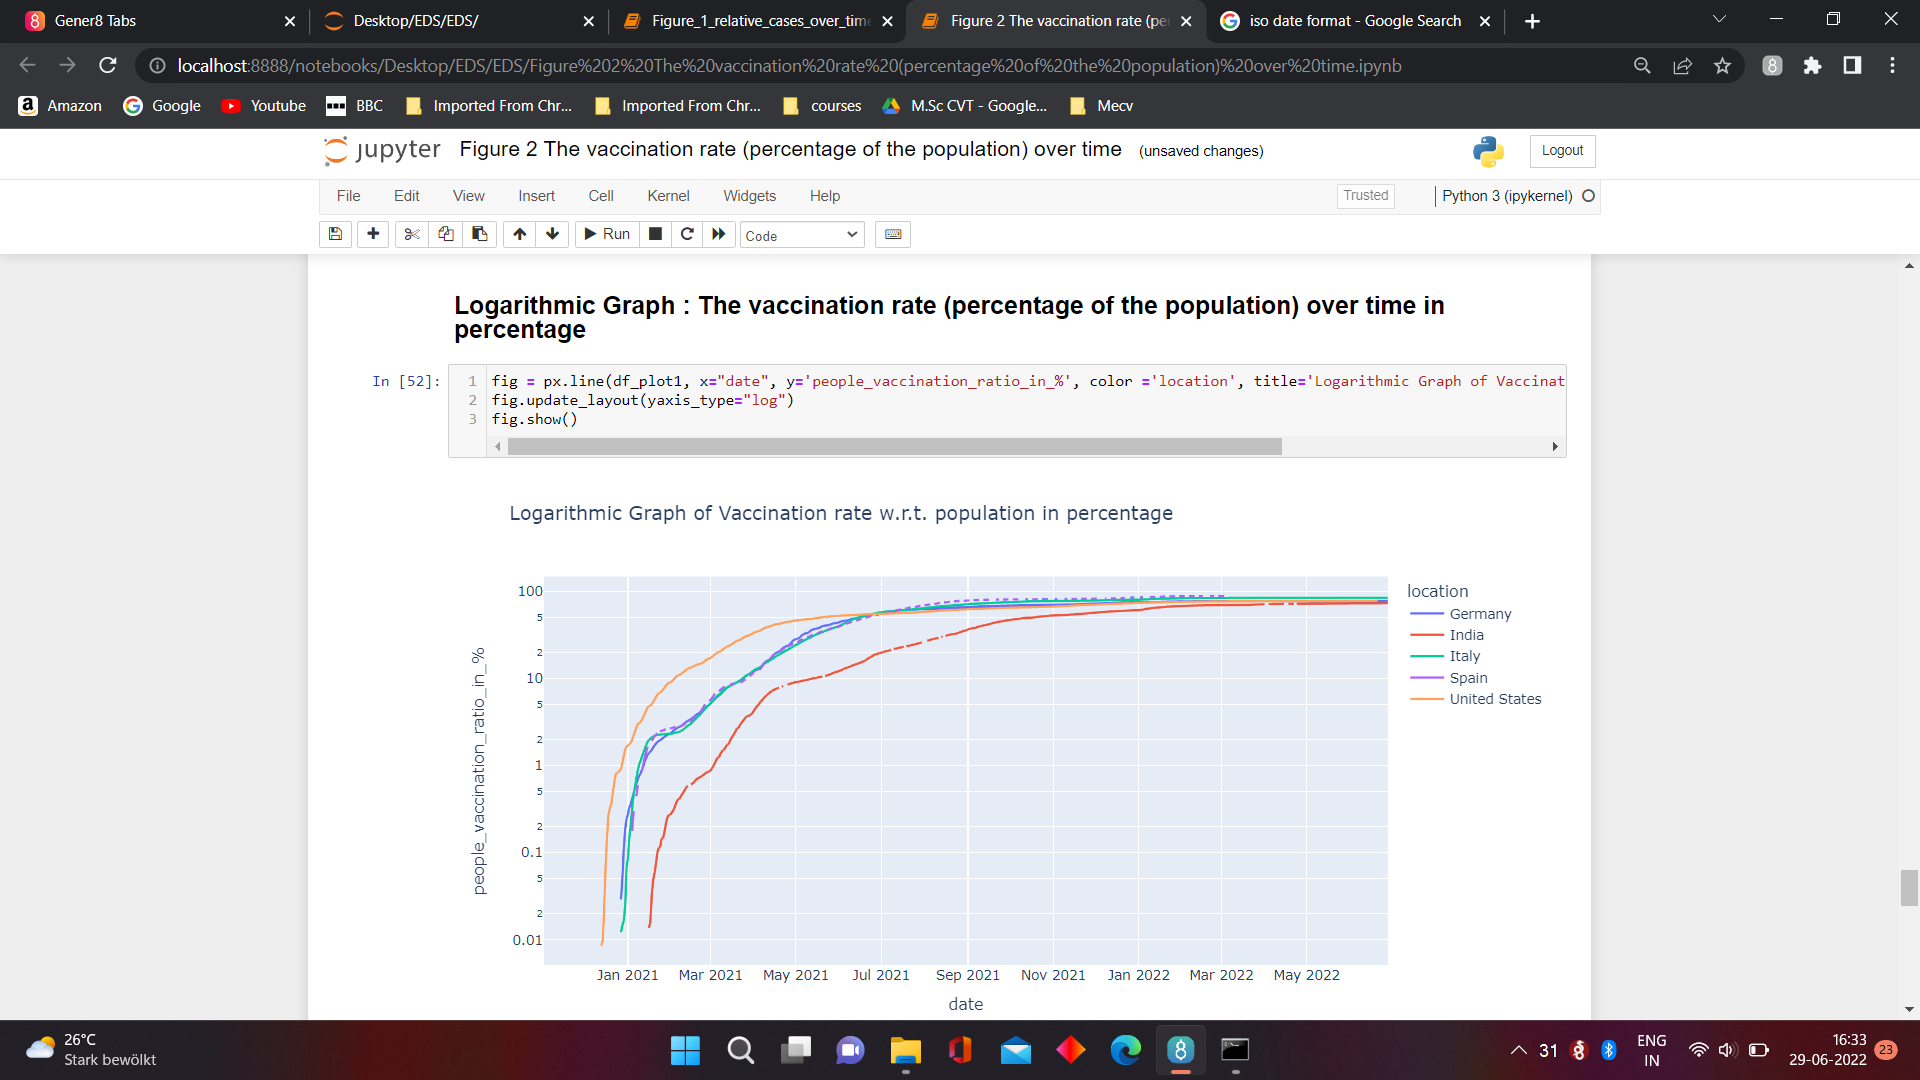 Gener8 Tabs
Desktop/EDS/EDS/
Figure_1_relative_cases_over_tim
Figure 2 The vaccination rate (per
iso date format - Google Search
localhost:8888/notebooks/Desktop/EDS/EDS/Figure%202%20The%20vaccination%20rate%20(percentage%20of%20the%20population)%20over%20time.ipynb
Amazon
Google
Youtube
BBC
Imported From Chr...
Imported From Chr...
courses
M.Sc CVT - Google...
Mecv
jupyter Figure 2 The vaccination rate (percentage of the population) over time (unsaved changes)
Logout
File Edit View Insert Cell Kernel Widgets Help
Trusted
Python 3 (ipykernel)
Run
Code
Logarithmic Graph : The vaccination rate (percentage of the population) over time in
percentage
In [52]:
1 fig = px.line(df_plot1, x="date", y='people_vaccination_ratio_in_%', color ='location', title='Logarithmic Graph of Vaccinat
2 fig.update_layout(yaxis_type="log")
3 fig.show()
Logarithmic Graph of Vaccination rate w.r.t. population in percentage
people_vaccination_ratio_in_%
100
5
2
10
5
2
1
5
2
0.1
5
2
0.01
Jan 2021 Mar 2021 May 2021 Jul 2021 Sep 2021 Nov 2021 Jan 2022 Mar 2022 May 2022
date
location
Germany
India
Italy
Spain
United States
26°C
Stark bewölkt
31
ENG
IN
16:33
29-06-2022
23